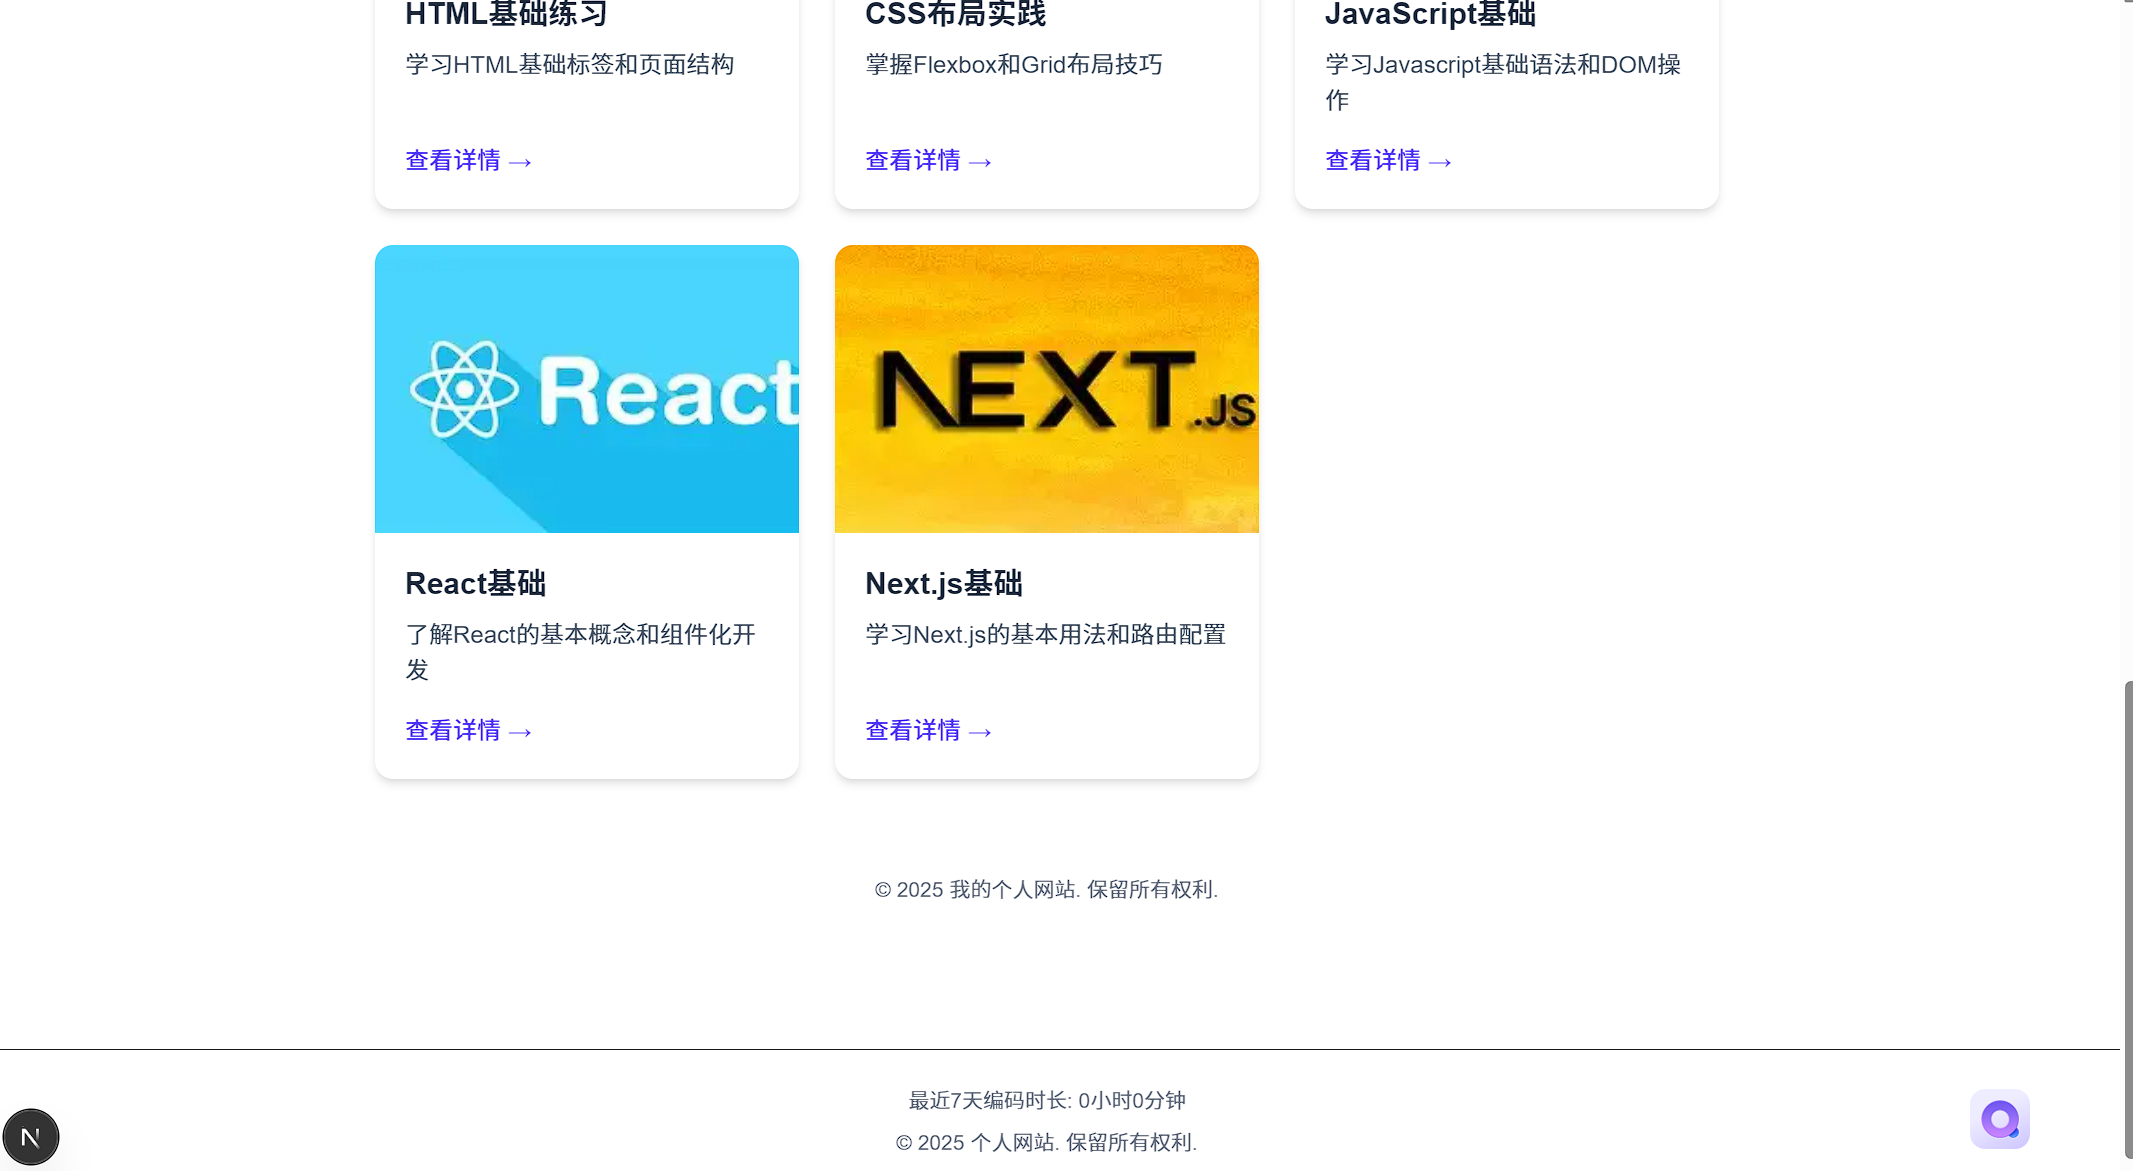 HTML基础练习
学习HTML基础标签和页面结构
查看详情 →
CSS布局实践
掌握Flexbox和Grid布局技巧
查看详情 →
JavaScript基础
学习Javascript基础语法和DOM操
作
查看详情 →
React
React基础
了解React的基本概念和组件化开
发
查看详情 →
NEXT.JS
Next.js基础
学习Next.js的基本用法和路由配置
查看详情 →
© 2025 我的个人网站. 保留所有权利.
最近7天编码时长: 0小时0分钟
© 2025 个人网站. 保留所有权利.
N